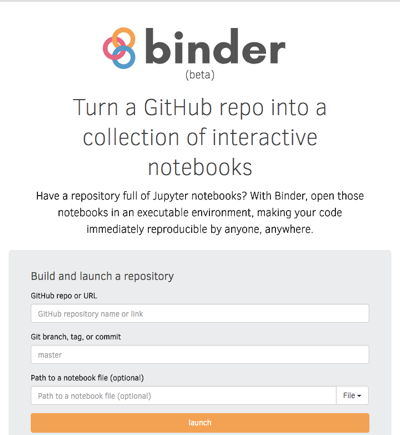 binder
(beta)
Turn a GitHub repo into a
collection of interactive
notebooks
Have a repository full of Jupyter notebooks? With Binder, open those
notebooks in an executable environment, making your code
immediately reproducible by anyone, anywhere.
Build and launch a repository
GitHub repo or URL
GitHub repository name or link
Git branch, tag, or commit
master
Path to a notebook file (optional)
Path to a notebook file (optional) File
launch